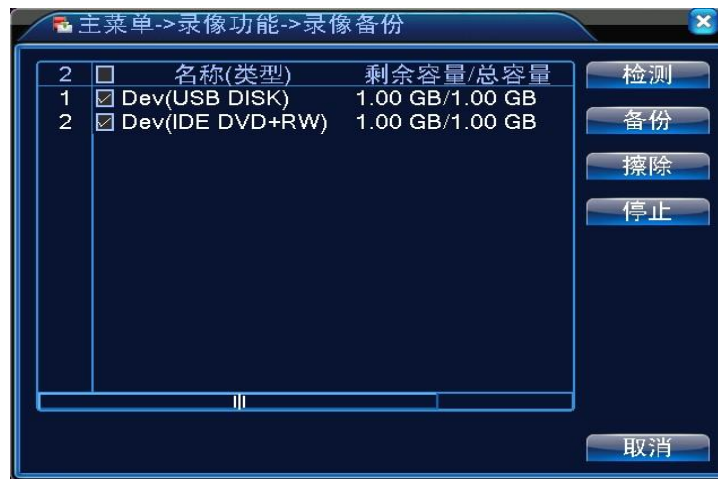 主菜单->录像功能->录像备份
2 名称(类型) 剩余容量/总容量
1 Dev(USB DISK) 1.00 GB/1.00 GB
2 Dev(IDE DVD+RW) 1.00 GB/1.00 GB
检测
备份
擦除
停止
取消